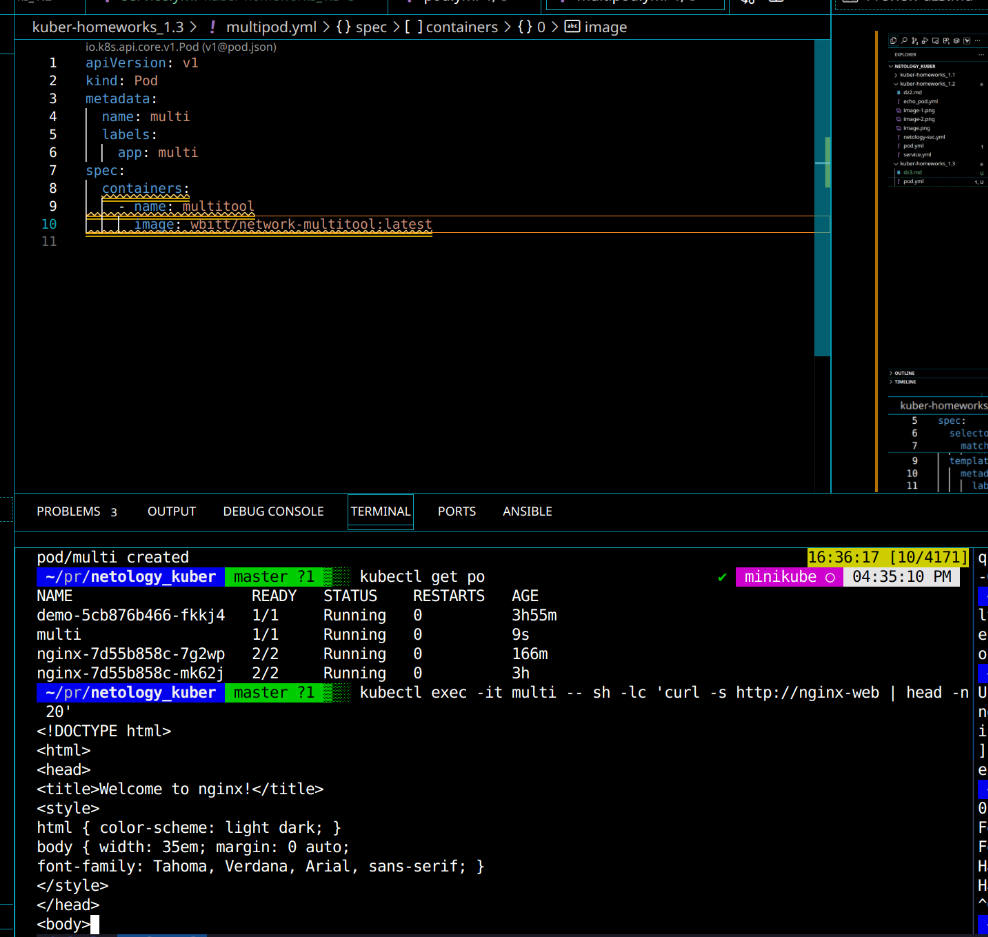 kuber-homeworks_1.3 > ! multipod.yml > {} spec > [ ] containers > {} 0 > abc image
io.k8s.api.core.v1.Pod (v1@pod.json)
1 apiVersion: v1
2 kind: Pod
3 metadata:
4 name: multi
5 labels:
6 app: multi
7 spec:
8 containers:
9 - name: multitool
10 image: wbitt/network-multitool:latest
11
EXPLORER
NETOLOGY_KUBER
> kuber-homeworks_1.1
kuber-homeworks_1.2
dz2.md
echo_pod.yml
image-1.png
image-2.png
image.png
netology-svc.yml
pod.yml 1
service.yml
kuber-homeworks_1.3
dz3.md U
pod.yml 1, U
> OUTLINE
> TIMELINE
kuber-homeworks
5 spec:
6 selecto
7 match
9 templat
10 metad
11 lab
PROBLEMS 3 OUTPUT DEBUG CONSOLE TERMINAL PORTS ANSIBLE
pod/multi created 16:36:17 [10/4171]
~/pr/netology_kuber master ?1 kubectl get po ✔ minikube ○ 04:35:10 PM
NAME READY STATUS RESTARTS AGE
demo-5cb876b466-fkkj4 1/1 Running 0 3h55m
multi 1/1 Running 0 9s
nginx-7d55b858c-7g2wp 2/2 Running 0 166m
nginx-7d55b858c-mk62j 2/2 Running 0 3h
~/pr/netology_kuber master ?1 kubectl exec -it multi -- sh -lc 'curl -s http://nginx-web | head -n
20'
<!DOCTYPE html>
<html>
<head>
<title>Welcome to nginx!</title>
<style>
html { color-scheme: light dark; }
body { width: 35em; margin: 0 auto;
font-family: Tahoma, Verdana, Arial, sans-serif; }
</style>
</head>
<body>